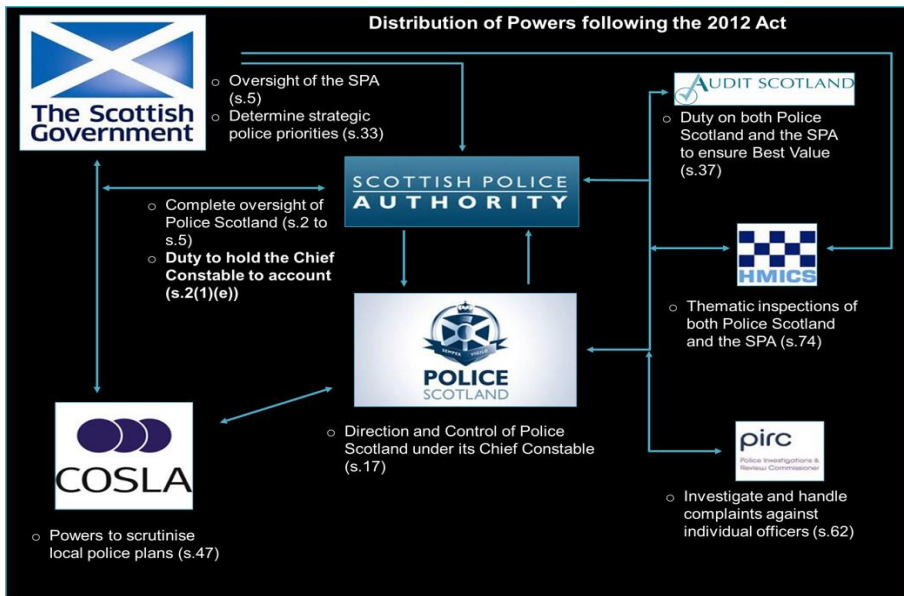 Distribution of Powers following the 2012 Act
The Scottish
Government
o Oversight of the SPA
(s.5)
o Determine strategic
police priorities (s.33)
AUDIT SCOTLAND
o Duty on both Police
Scotland and the SPA
to ensure Best Value
(s.37)
SCOTTISH POLICE
AUTHORITY
o Complete oversight of
Police Scotland (s.2 to
s.5)
o Duty to hold the Chief
Constable to account
(s.2(1)(e))
HMICS
o Thematic inspections of
both Police Scotland
and the SPA (s.74)
SEMPER VIGILO
POLICE
SCOTLAND
o Direction and Control of Police
Scotland under its Chief Constable
(s.17)
COSLA
o Powers to scrutinise
local police plans (s.47)
pirc
Police Investigations &
Review Commissioner
o Investigate and handle
complaints against
individual officers (s.62)